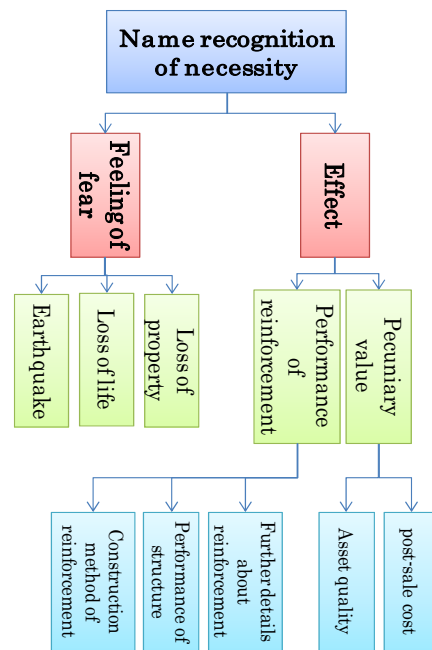 Name recognition
of necessity
Feeling of
fear
Effect
Earthquake
Loss of life
Loss of
property
Performance
of
reinforcement
Pecuniary
value
Construction
method of
reinforcement
Performance of
structure
Further details
about
reinforcement
Asset quality
post-sale cost